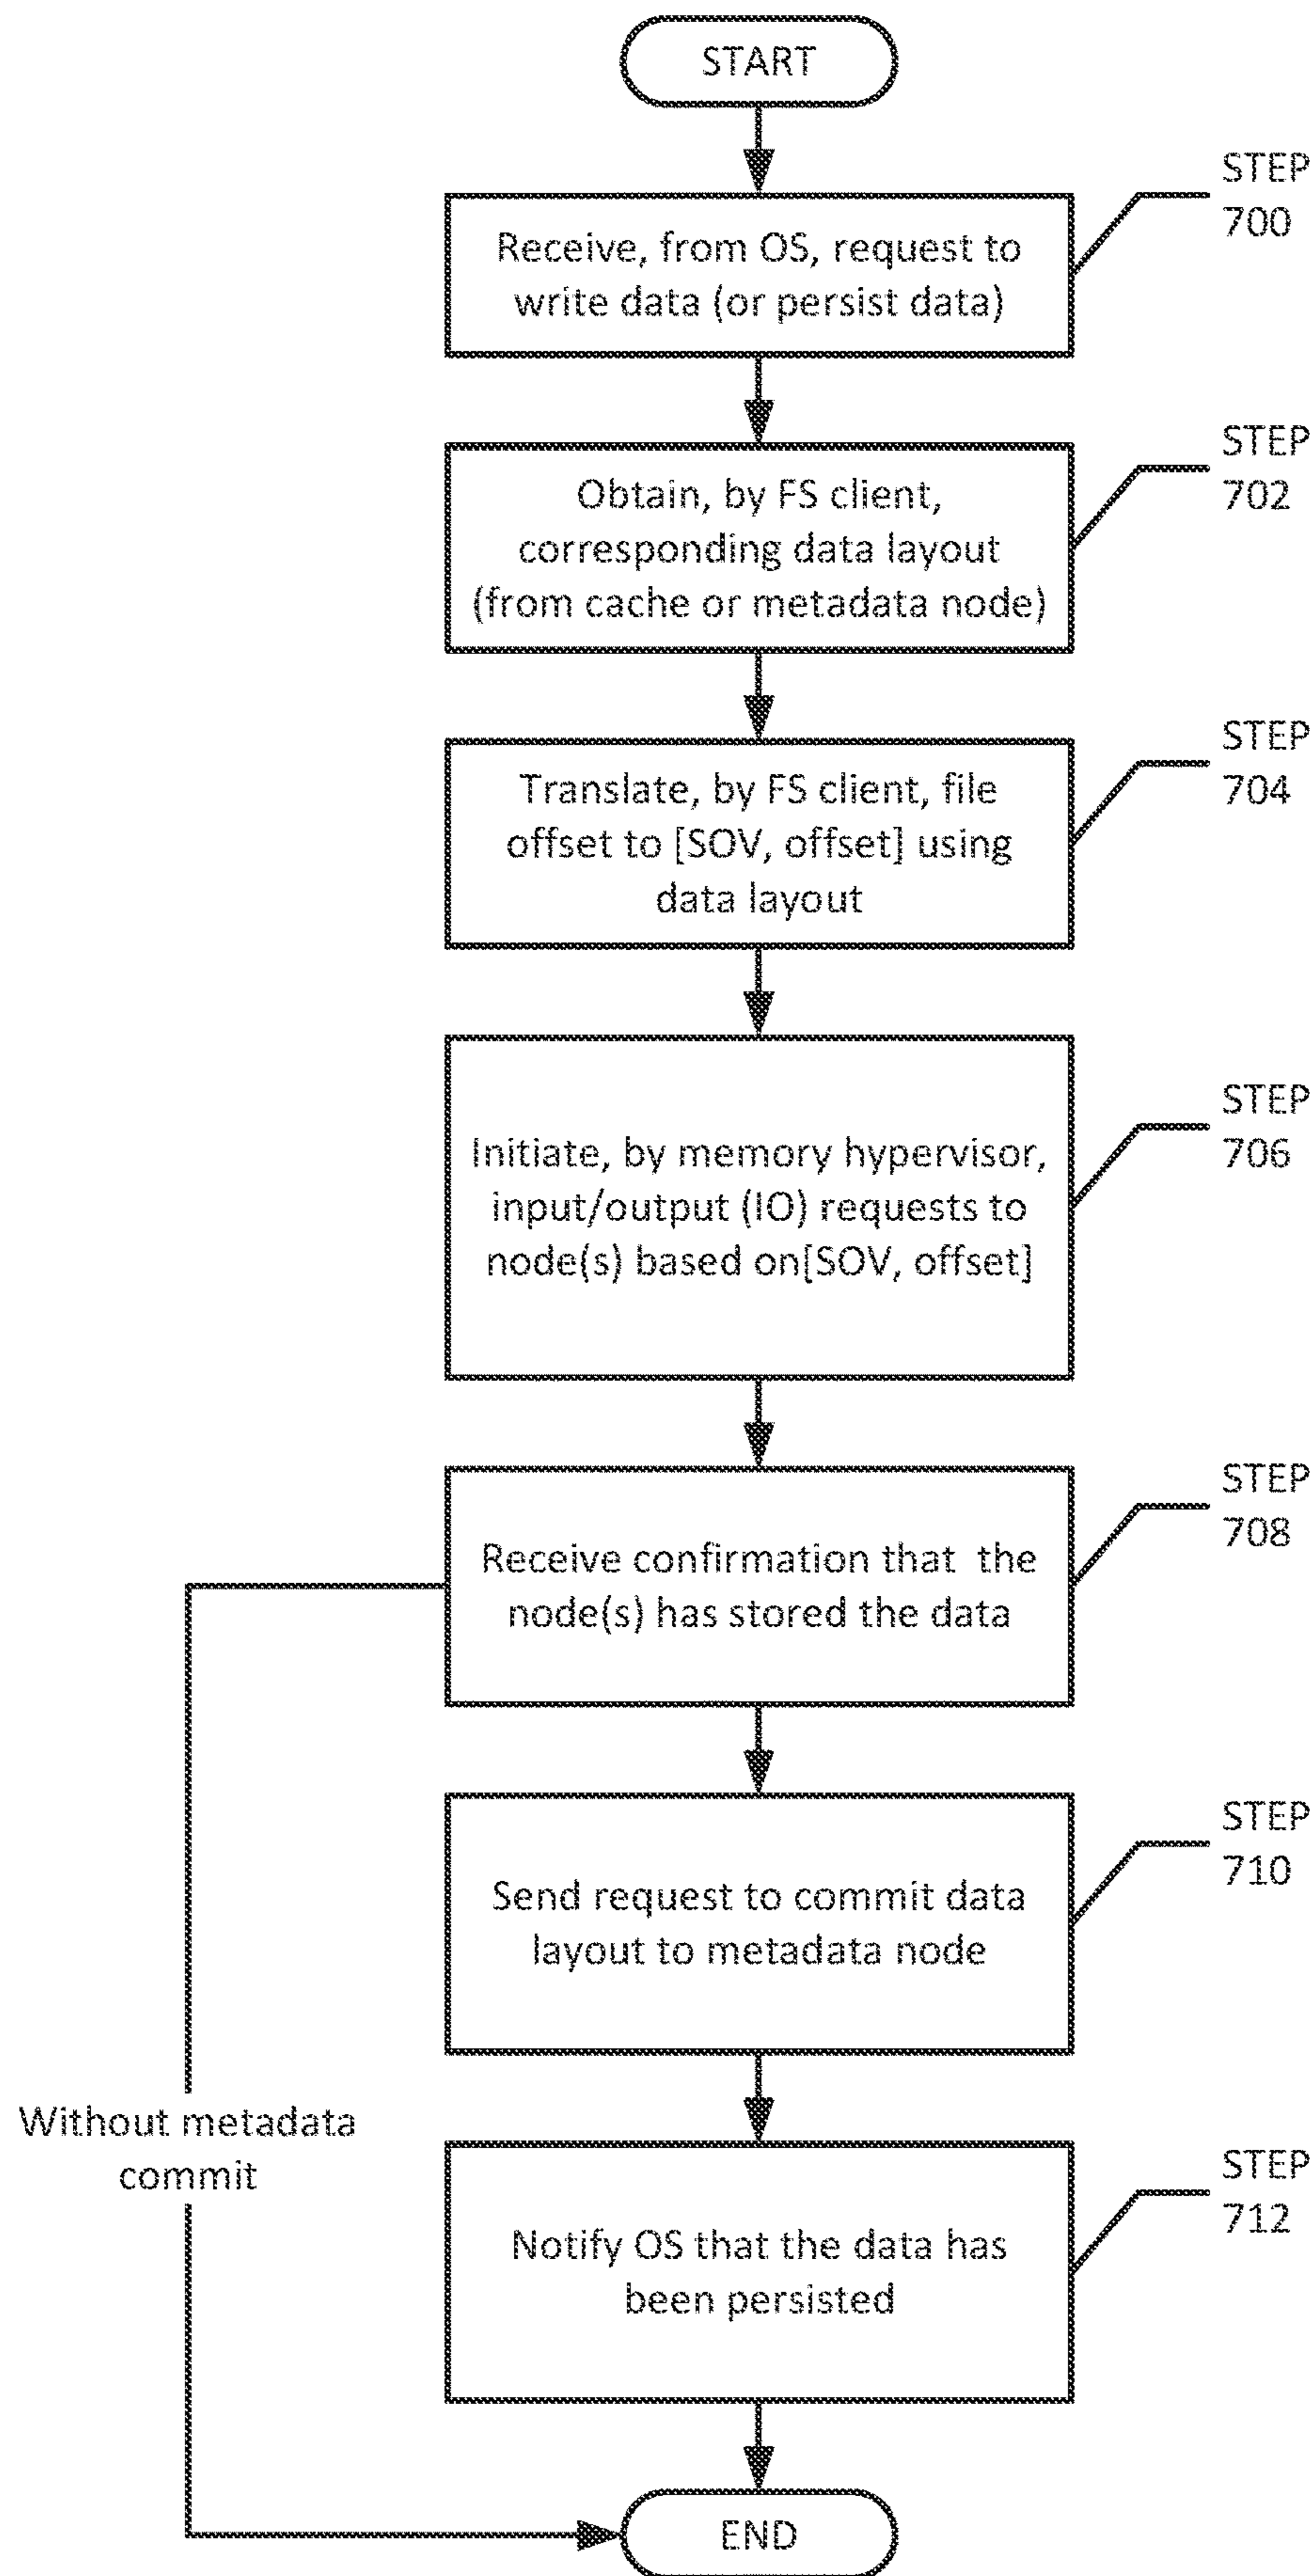 START
STEP
700
Receive, from OS, request to
write data (or persist data)
STEP
702
Obtain, by FS client,
corresponding data layout
(from cache or metadata node)
STEP
704
Translate, by FS client, file
offset to [SOV, offset] using
data layout
STEP
706
Initiate, by memory hypervisor,
input/output (IO) requests to
node(s) based on[SOV, offset]
STEP
708
Receive confirmation that the
node(s) has stored the data
STEP
710
Send request to commit data
layout to metadata node
Without metadata
commit
STEP
712
Notify OS that the data has
been persisted
END